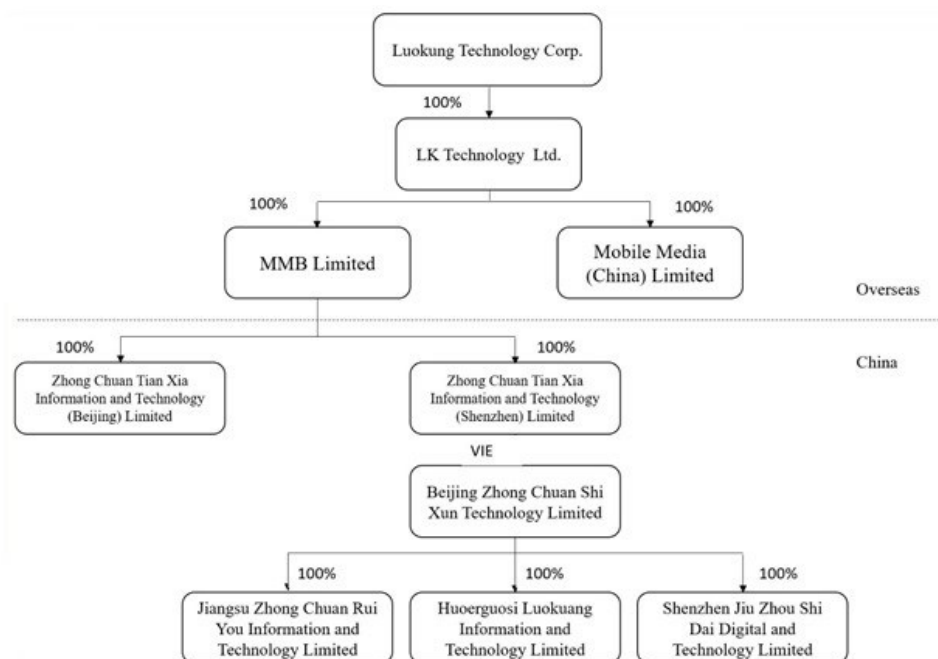 Luokung Technology Corp.
100%
LK Technology Ltd.
100%
100%
MMB Limited
Mobile Media
(China) Limited
Overseas
China
100%
100%
Zhong Chuan Tian Xia
Information and Technology
(Beijing) Limited
Zhong Chuan Tian Xia
Information and Technology
(Shenzhen) Limited
VIE
Beijing Zhong Chuan Shi
Xun Technology Limited
100%
100%
100%
Jiangsu Zhong Chuan Rui
You Information and
Technology Limited
Huoerguosi Luokuang
Information and
Technology Limited
Shenzhen Jiu Zhou Shi
Dai Digital and
Technology Limited